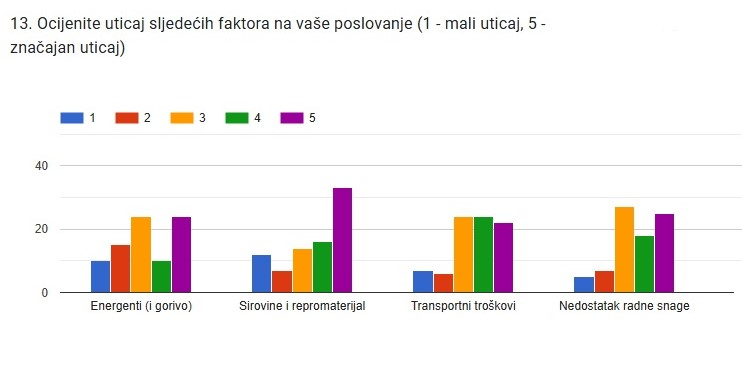 13. Ocijenite uticaj sljedećih faktora na vaše poslovanje (1 - mali uticaj, 5 -
značajan uticaj)
1 2 3 4 5
40
20
0
Energenti (i gorivo) Sirovine i repromaterijal Transportni troškovi Nedostatak radne snage